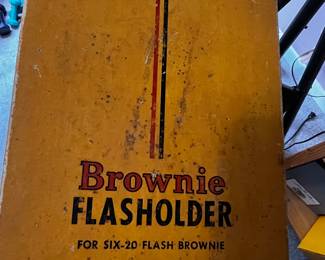 Brownie
FLASHOLDER
FOR SIX-20 FLASH BROWNIE